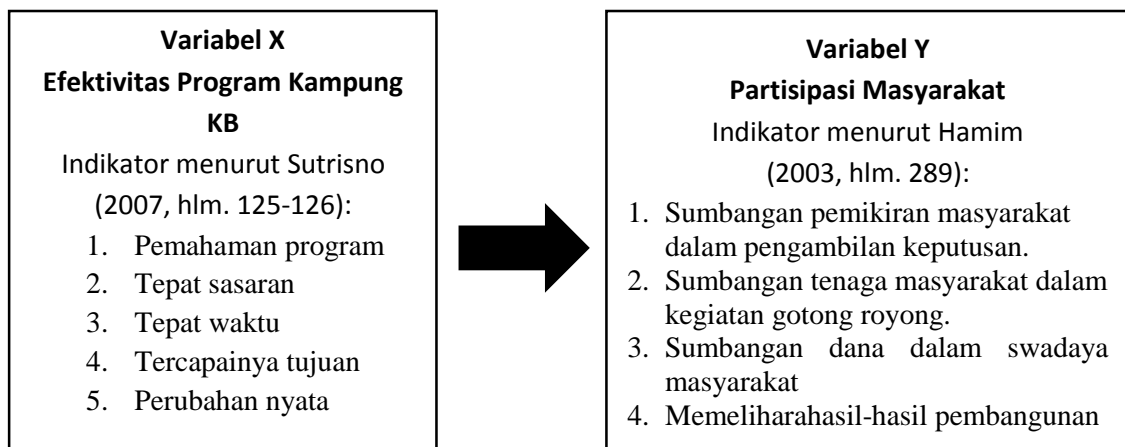 Variabel X
Efektivitas Program Kampung
KB
Indikator menurut Sutrisno
(2007, hlm. 125-126):
1. Pemahaman program
2. Tepat sasaran
3. Tepat waktu
4. Tercapainya tujuan
5. Perubahan nyata
Variabel Y
Partisipasi Masyarakat
Indikator menurut Hamim
(2003, hlm. 289):
1. Sumbangan pemikiran masyarakat
dalam pengambilan keputusan.
2. Sumbangan tenaga masyarakat dalam
kegiatan gotong royong.
3. Sumbangan dana dalam swadaya
masyarakat
4. Memeliharahasil-hasil pembangunan